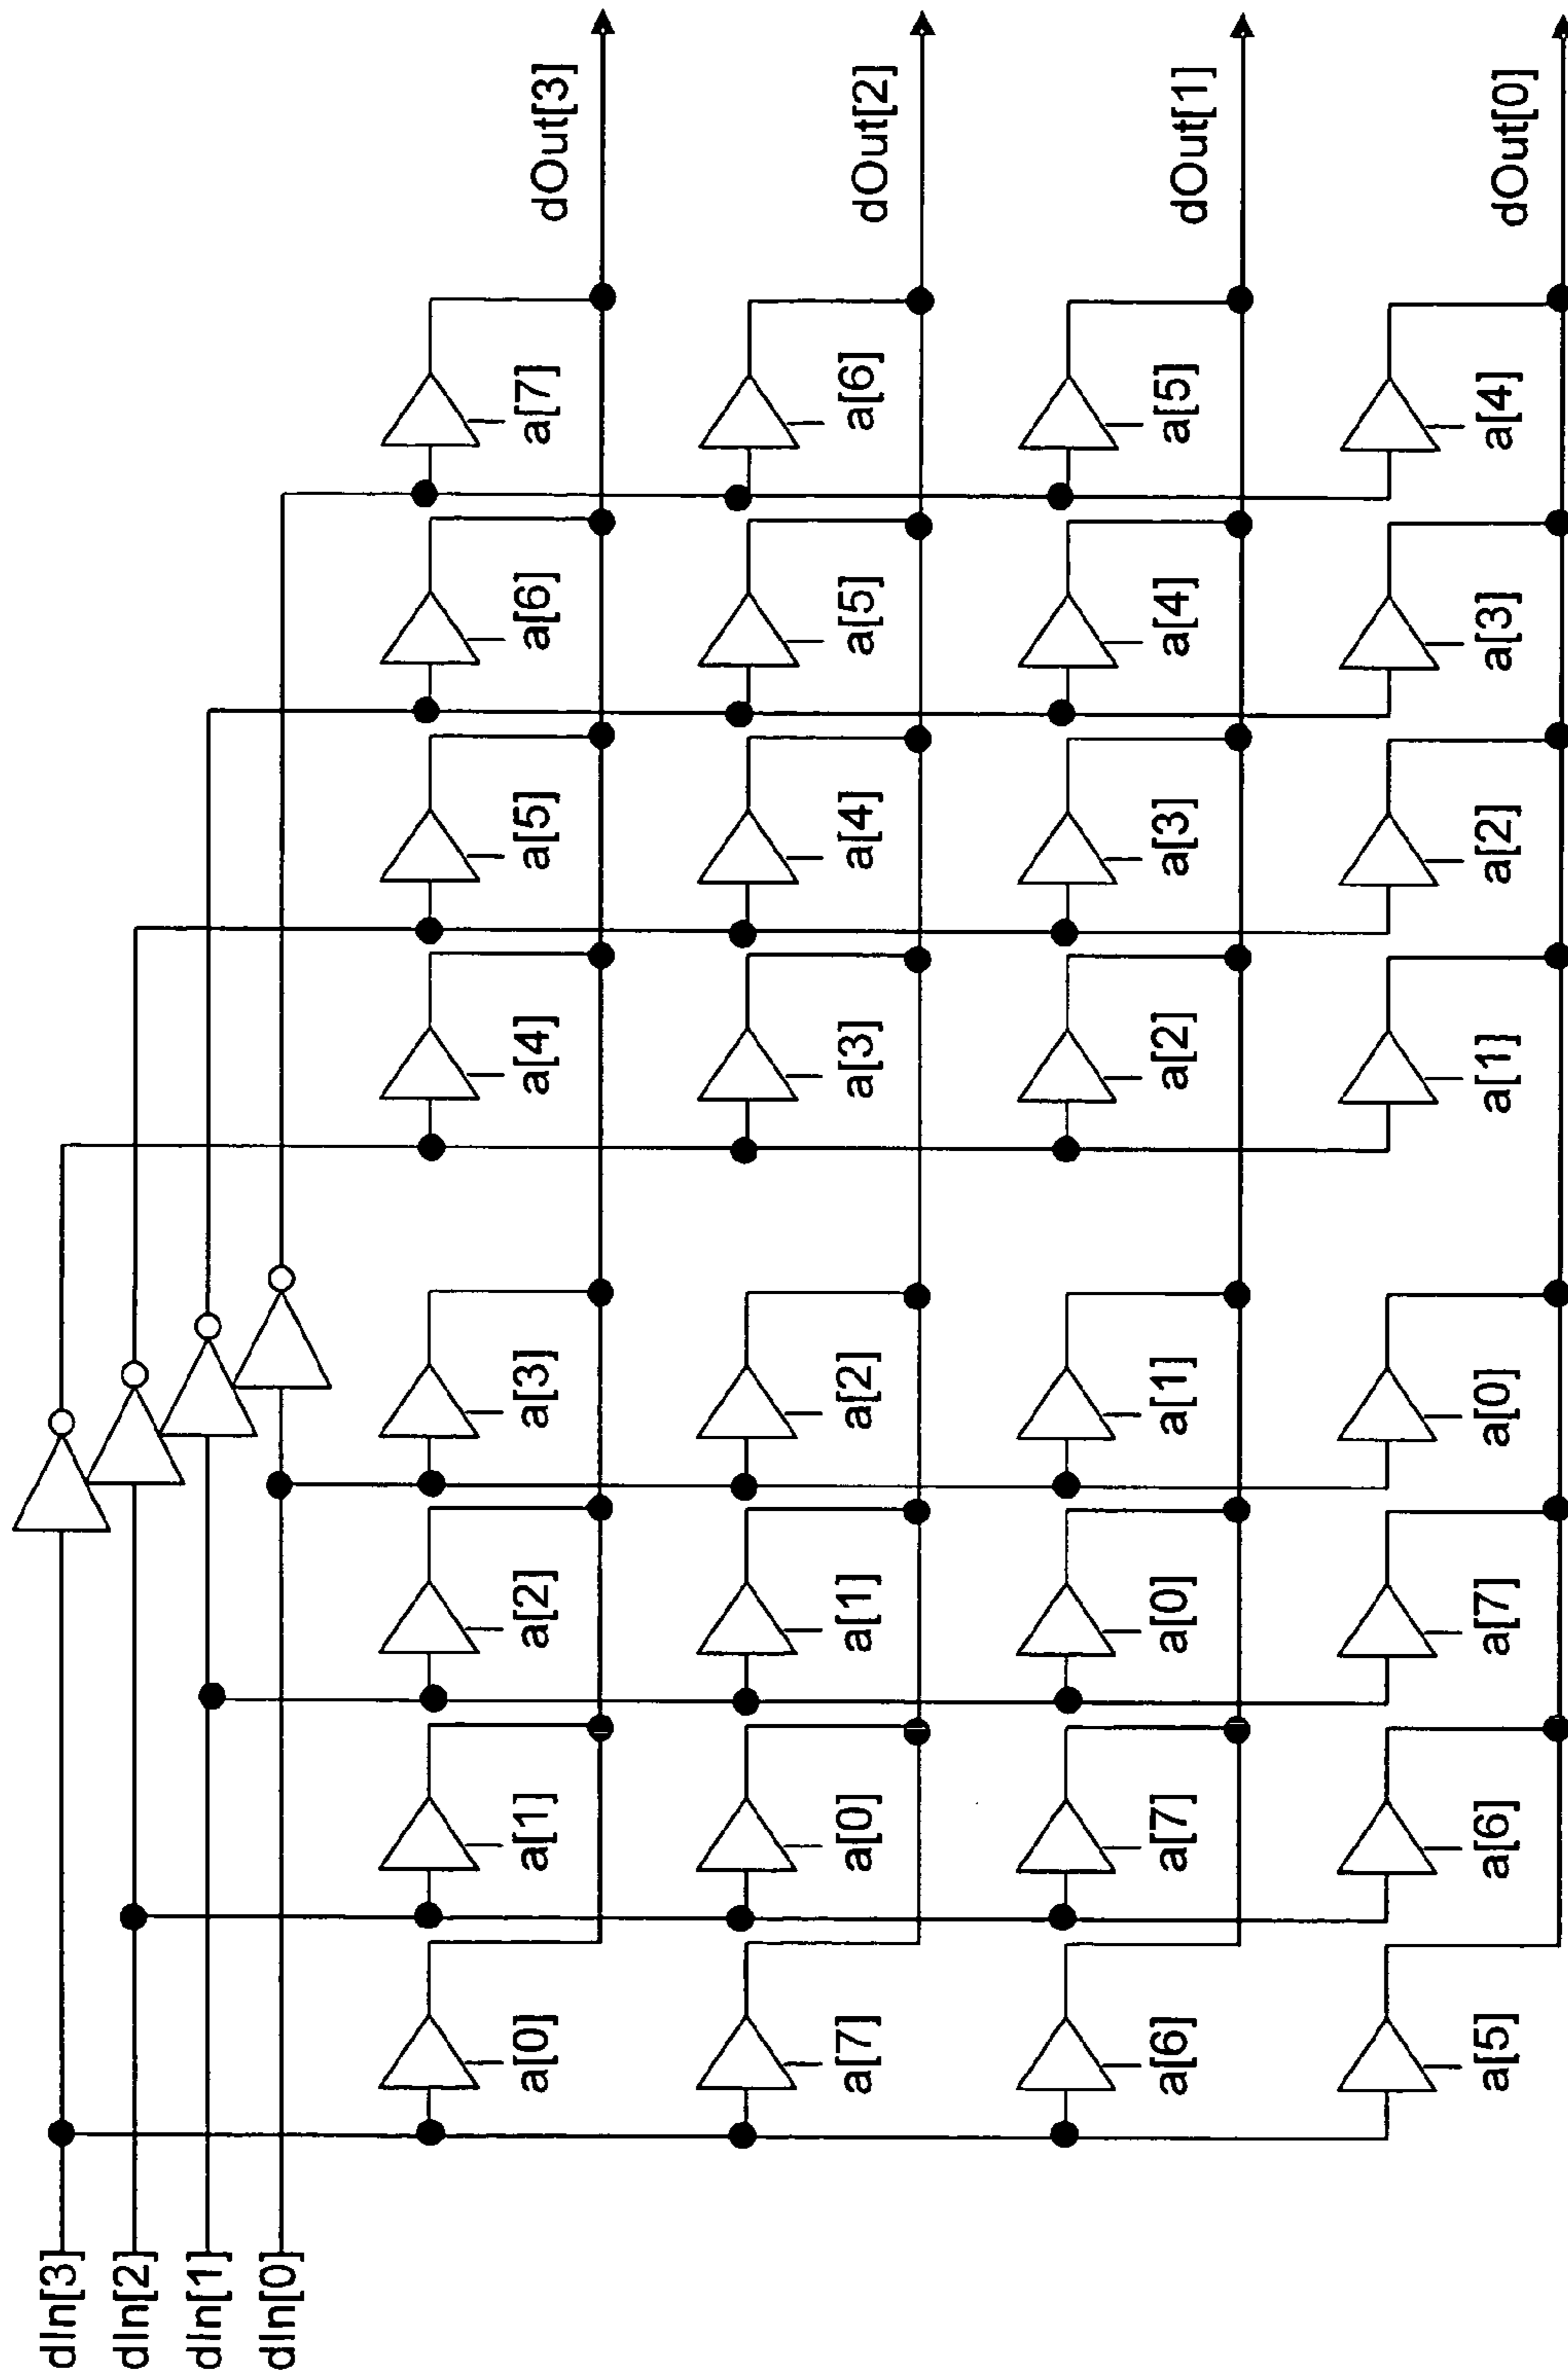 dIn[3]
dIn[2]
dIn[1]
dIn[0]
a[0] a[1] a[2] a[3] a[4] a[5] a[6] a[7] dOut[3]
a[7] a[0] a[1] a[2] a[3] a[4] a[5] a[6] dOut[2]
a[6] a[7] a[0] a[1] a[2] a[3] a[4] a[5] dOut[1]
a[5] a[6] a[7] a[0] a[1] a[2] a[3] a[4] dOut[0]